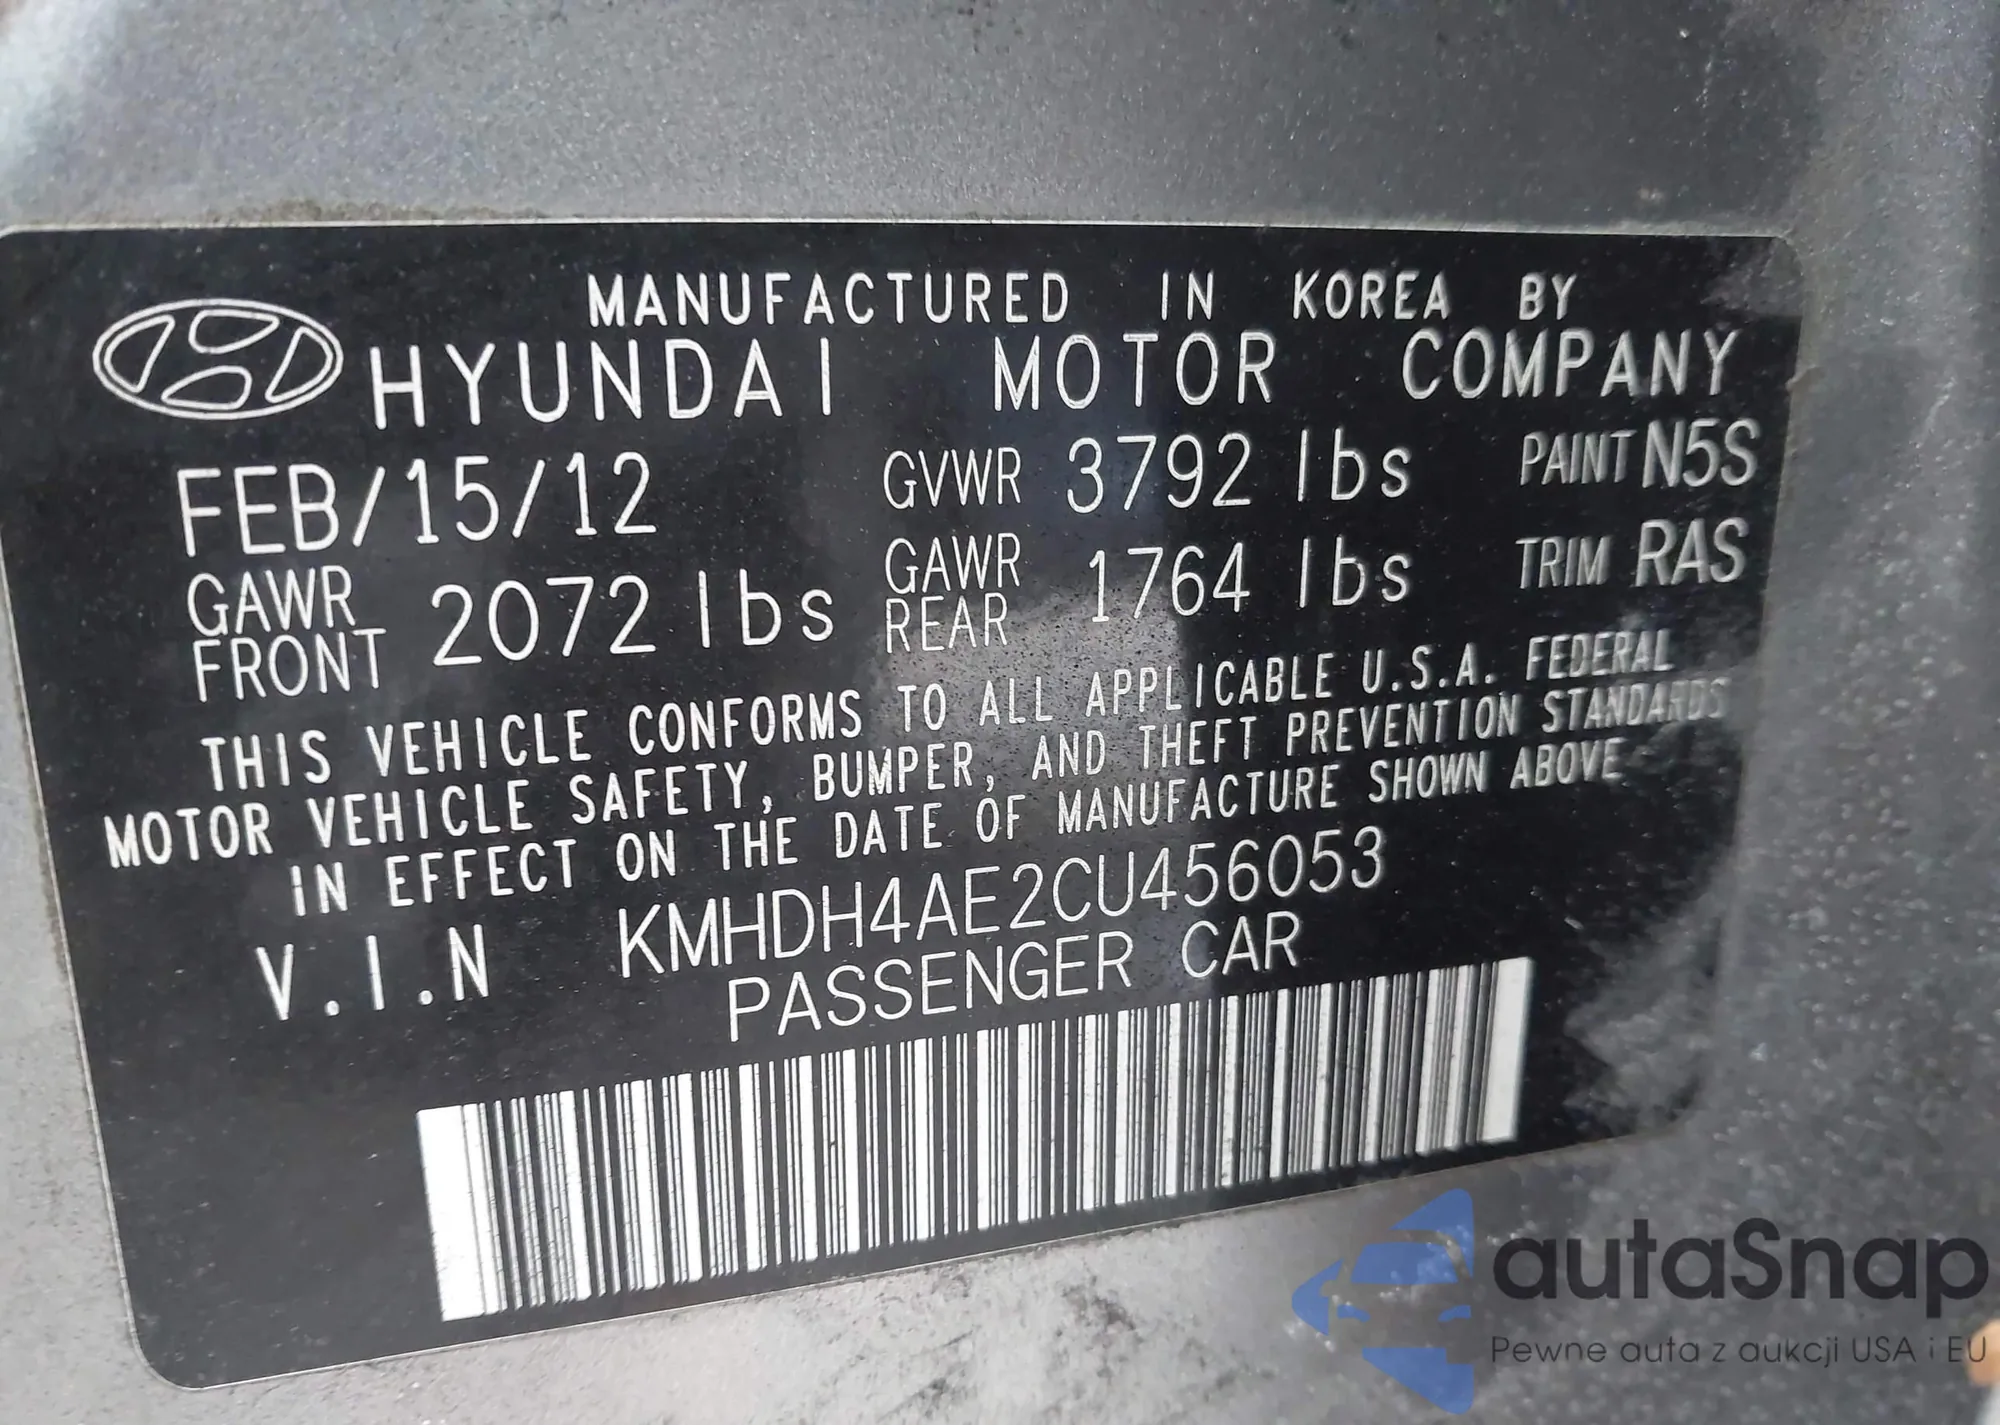 MANUFACTURED IN KOREA BY
HYUNDAI MOTOR COMPANY
FEB/15/12 GVWR 3792 lbs PAINT N5S
GAWR FRONT 2072 lbs GAWR REAR 1764 lbs TRIM RAS
THIS VEHICLE CONFORMS TO ALL APPLICABLE U.S.A. FEDERAL
MOTOR VEHICLE SAFETY, BUMPER, AND THEFT PREVENTION STANDARDS
IN EFFECT ON THE DATE OF MANUFACTURE SHOWN ABOVE
V.I.N KMHDH4AE2CU456053
PASSENGER CAR
autaSnap
Pewne auta z aukcji USA i EU